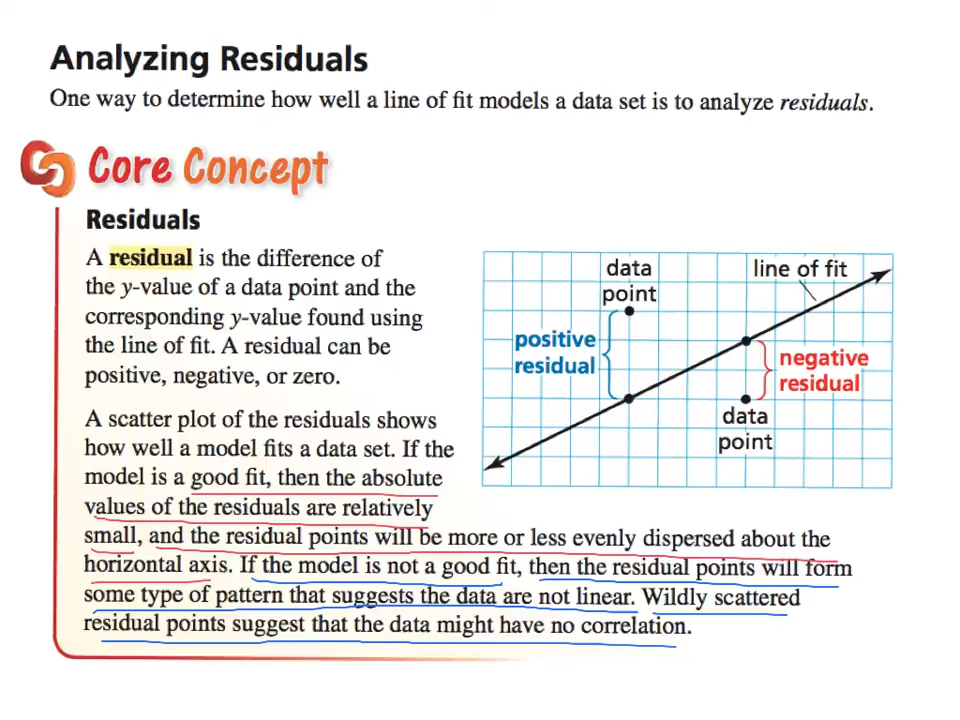 Analyzing Residuals
One way to determine how well a line of fit models a data set is to analyze residuals.
Core Concept
Residuals
A residual is the difference of
the y-value of a data point and the
corresponding y-value found using
the line of fit. A residual can be
positive, negative, or zero.
A scatter plot of the residuals shows
how well a model fits a data set. If the
model is a good fit, then the absolute
values of the residuals are relatively
small, and the residual points will be more or less evenly dispersed about the
horizontal axis. If the model is not a good fit, then the residual points will form
some type of pattern that suggests the data are not linear. Wildly scattered
residual points suggest that the data might have no correlation.
data
point
line of fit
positive
residual
negative
residual
data
point